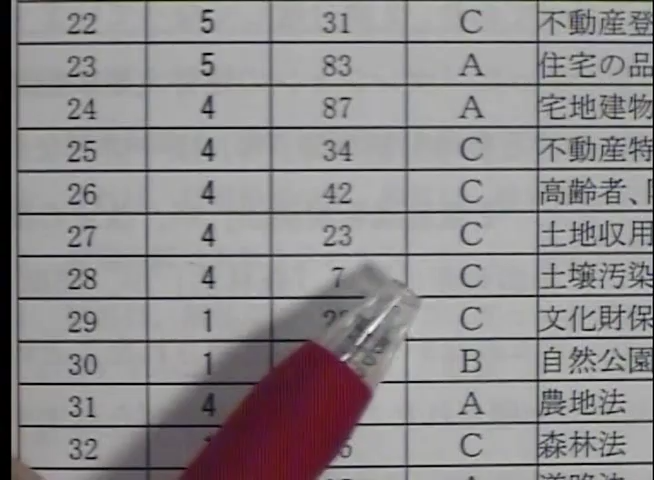 22 5 31 C 不動産登
23 5 83 A 住宅の品
24 4 87 A 宅地建物
25 4 34 C 不動産特
26 4 42 C 高齢者、
27 4 23 C 土地収用
28 4 7 C 土壌汚染
29 1 C 文化財保
30 1 B 自然公園
31 4 A 農地法
32 C 森林法